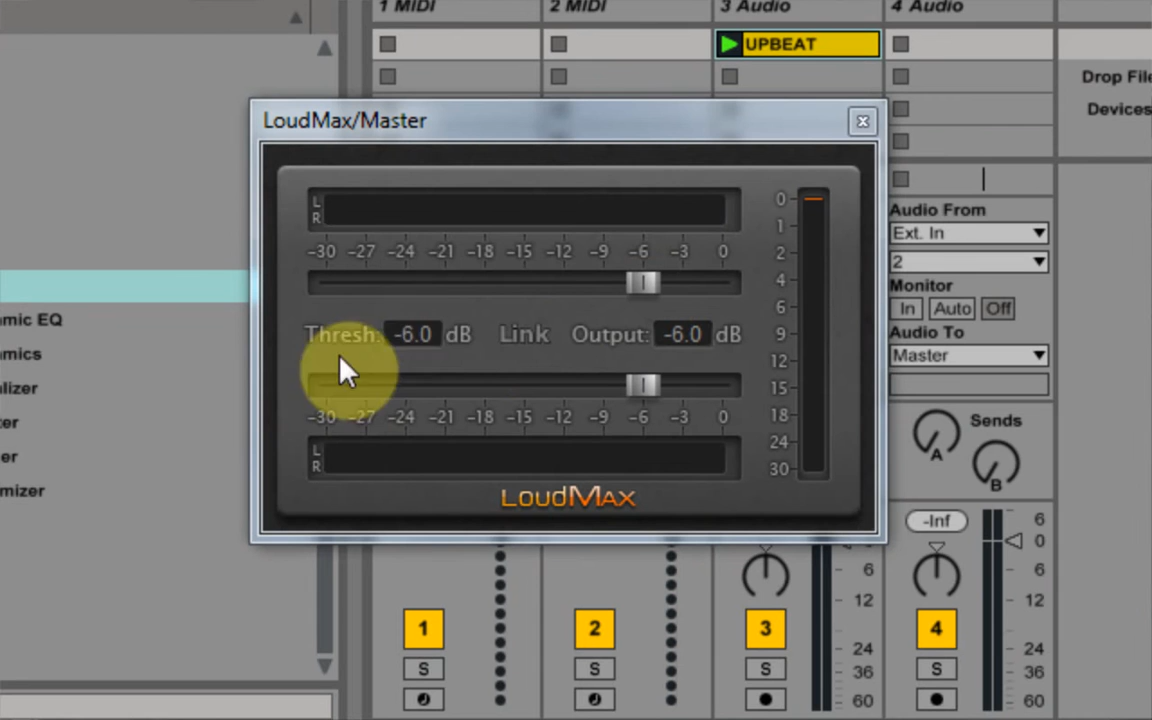 1 MIDI
2 MIDI
3 Audio
4 Audio
UPBEAT
Drop File
Devices
LoudMax/Master
L
R
-30 -27 -24 -21 -18 -15 -12 -9 -6 -3 0
Thresh: -6.0 dB Link Output: -6.0 dB
-30 -27 -24 -21 -18 -15 -12 -9 -6 -3 0
L
R
LOUDMAX
0
1
2
4
6
9
12
15
18
24
30
mic EQ
mics
lizer
ter
er
mizer
Audio From
Ext. In
2
Monitor
In Auto Off
Audio To
Master
Sends
A
B
-Inf
6
0
6
12
24
36
60
6
12
24
36
60
1
2
3
4
S
S
S
S